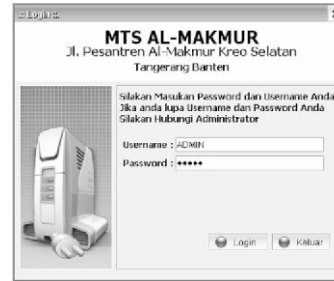 ::: Login :::
MTS AL-MAKMUR
Jl. Pesantren Al-Makmur Kreo Selatan
Tangerang Banten
Silakan Masukan Password dan Username Anda
Jika anda lupa Username dan Password Anda
Silakan Hubungi Administrator
Username : ADMIN
Password : •••••
Login Keluar